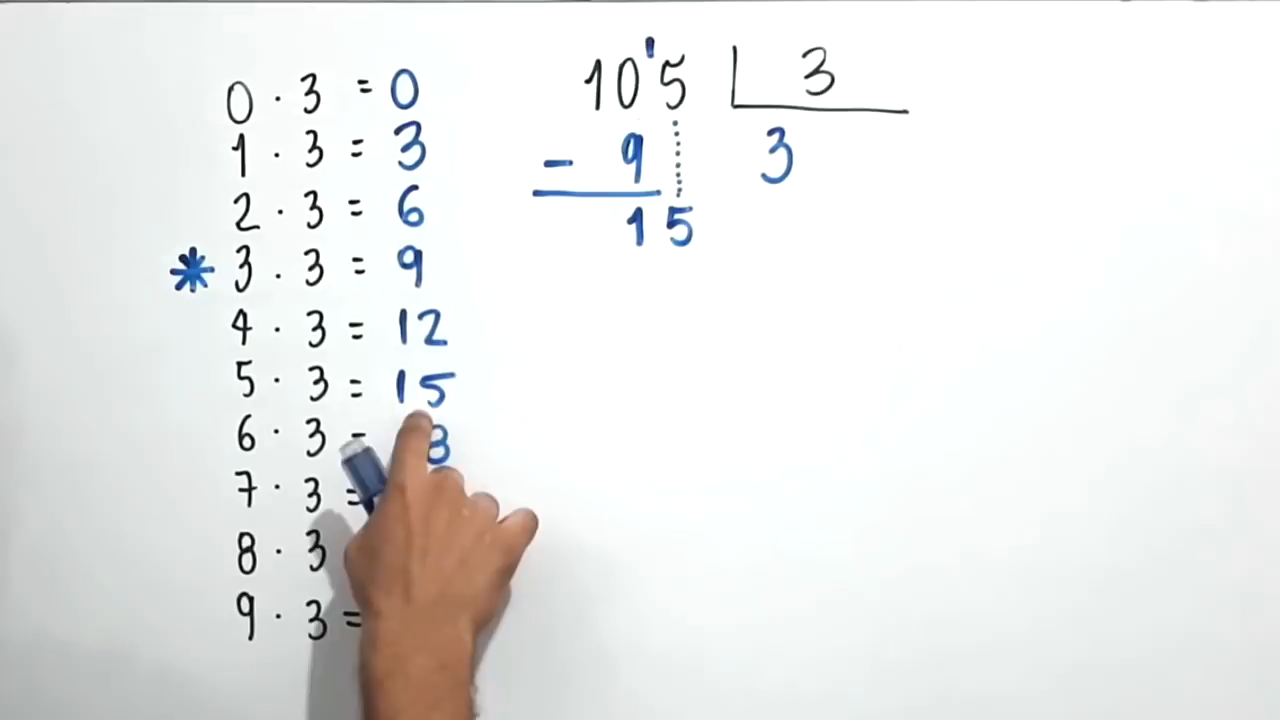 0 · 3 = 0
1 · 3 = 3
2 · 3 = 6
* 3 . 3 = 9
4 · 3 = 12
5 · 3 = 15
6 · 3 = 8
7 · 3 =
8 · 3
9 · 3 =
10'5 | 3
- 9 3
15